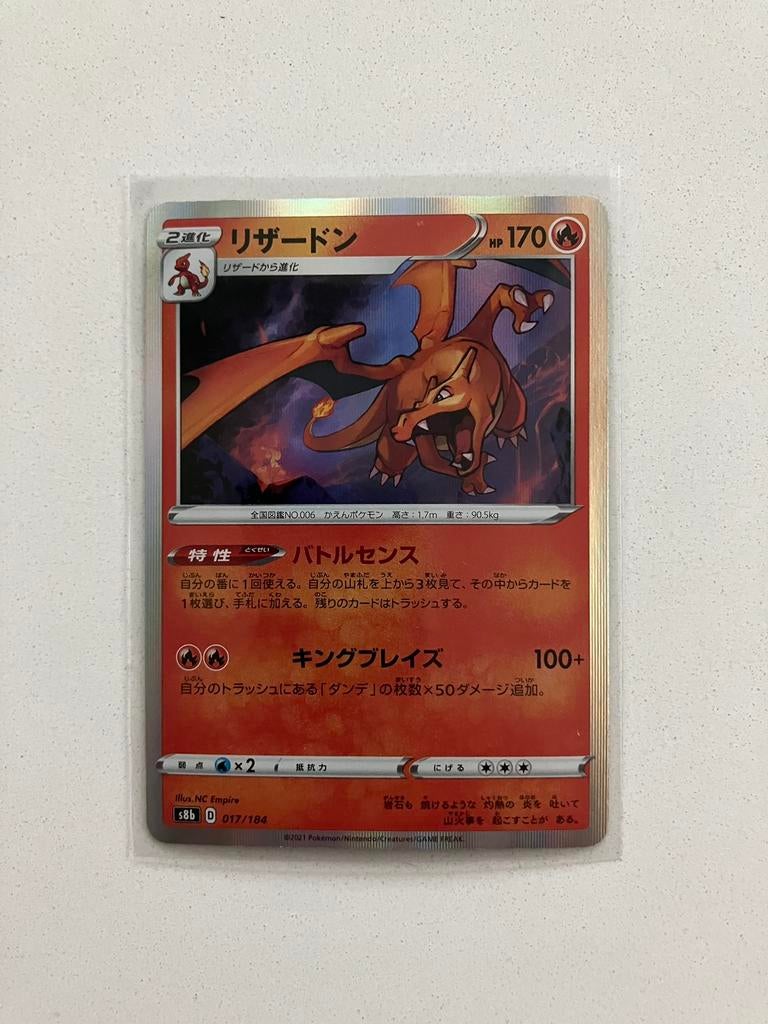 2進化 リザードン HP 170
リザードから進化
全国図鑑NO.006 かえんポケモン 高さ:1.7m 重さ:90.5kg
特性 とくせい バトルセンス
自分の番に1回使える。自分の山札を上から3枚見て、その中からカードを
1枚選び、手札に加える。残りのカードはトラッシュする。
キングブレイズ 100+
自分のトラッシュにある「ダンデ」の枚数×50ダメージ追加。
弱点 ×2 抵抗力 にげる
Illus. NC Empire
岩石も 焼けるような 灼熱の 炎を 吐いて
山火事を 起こすことが ある。
s8b D 017/184
©2021 Pokémon/Nintendo/Creatures/GAME FREAK.